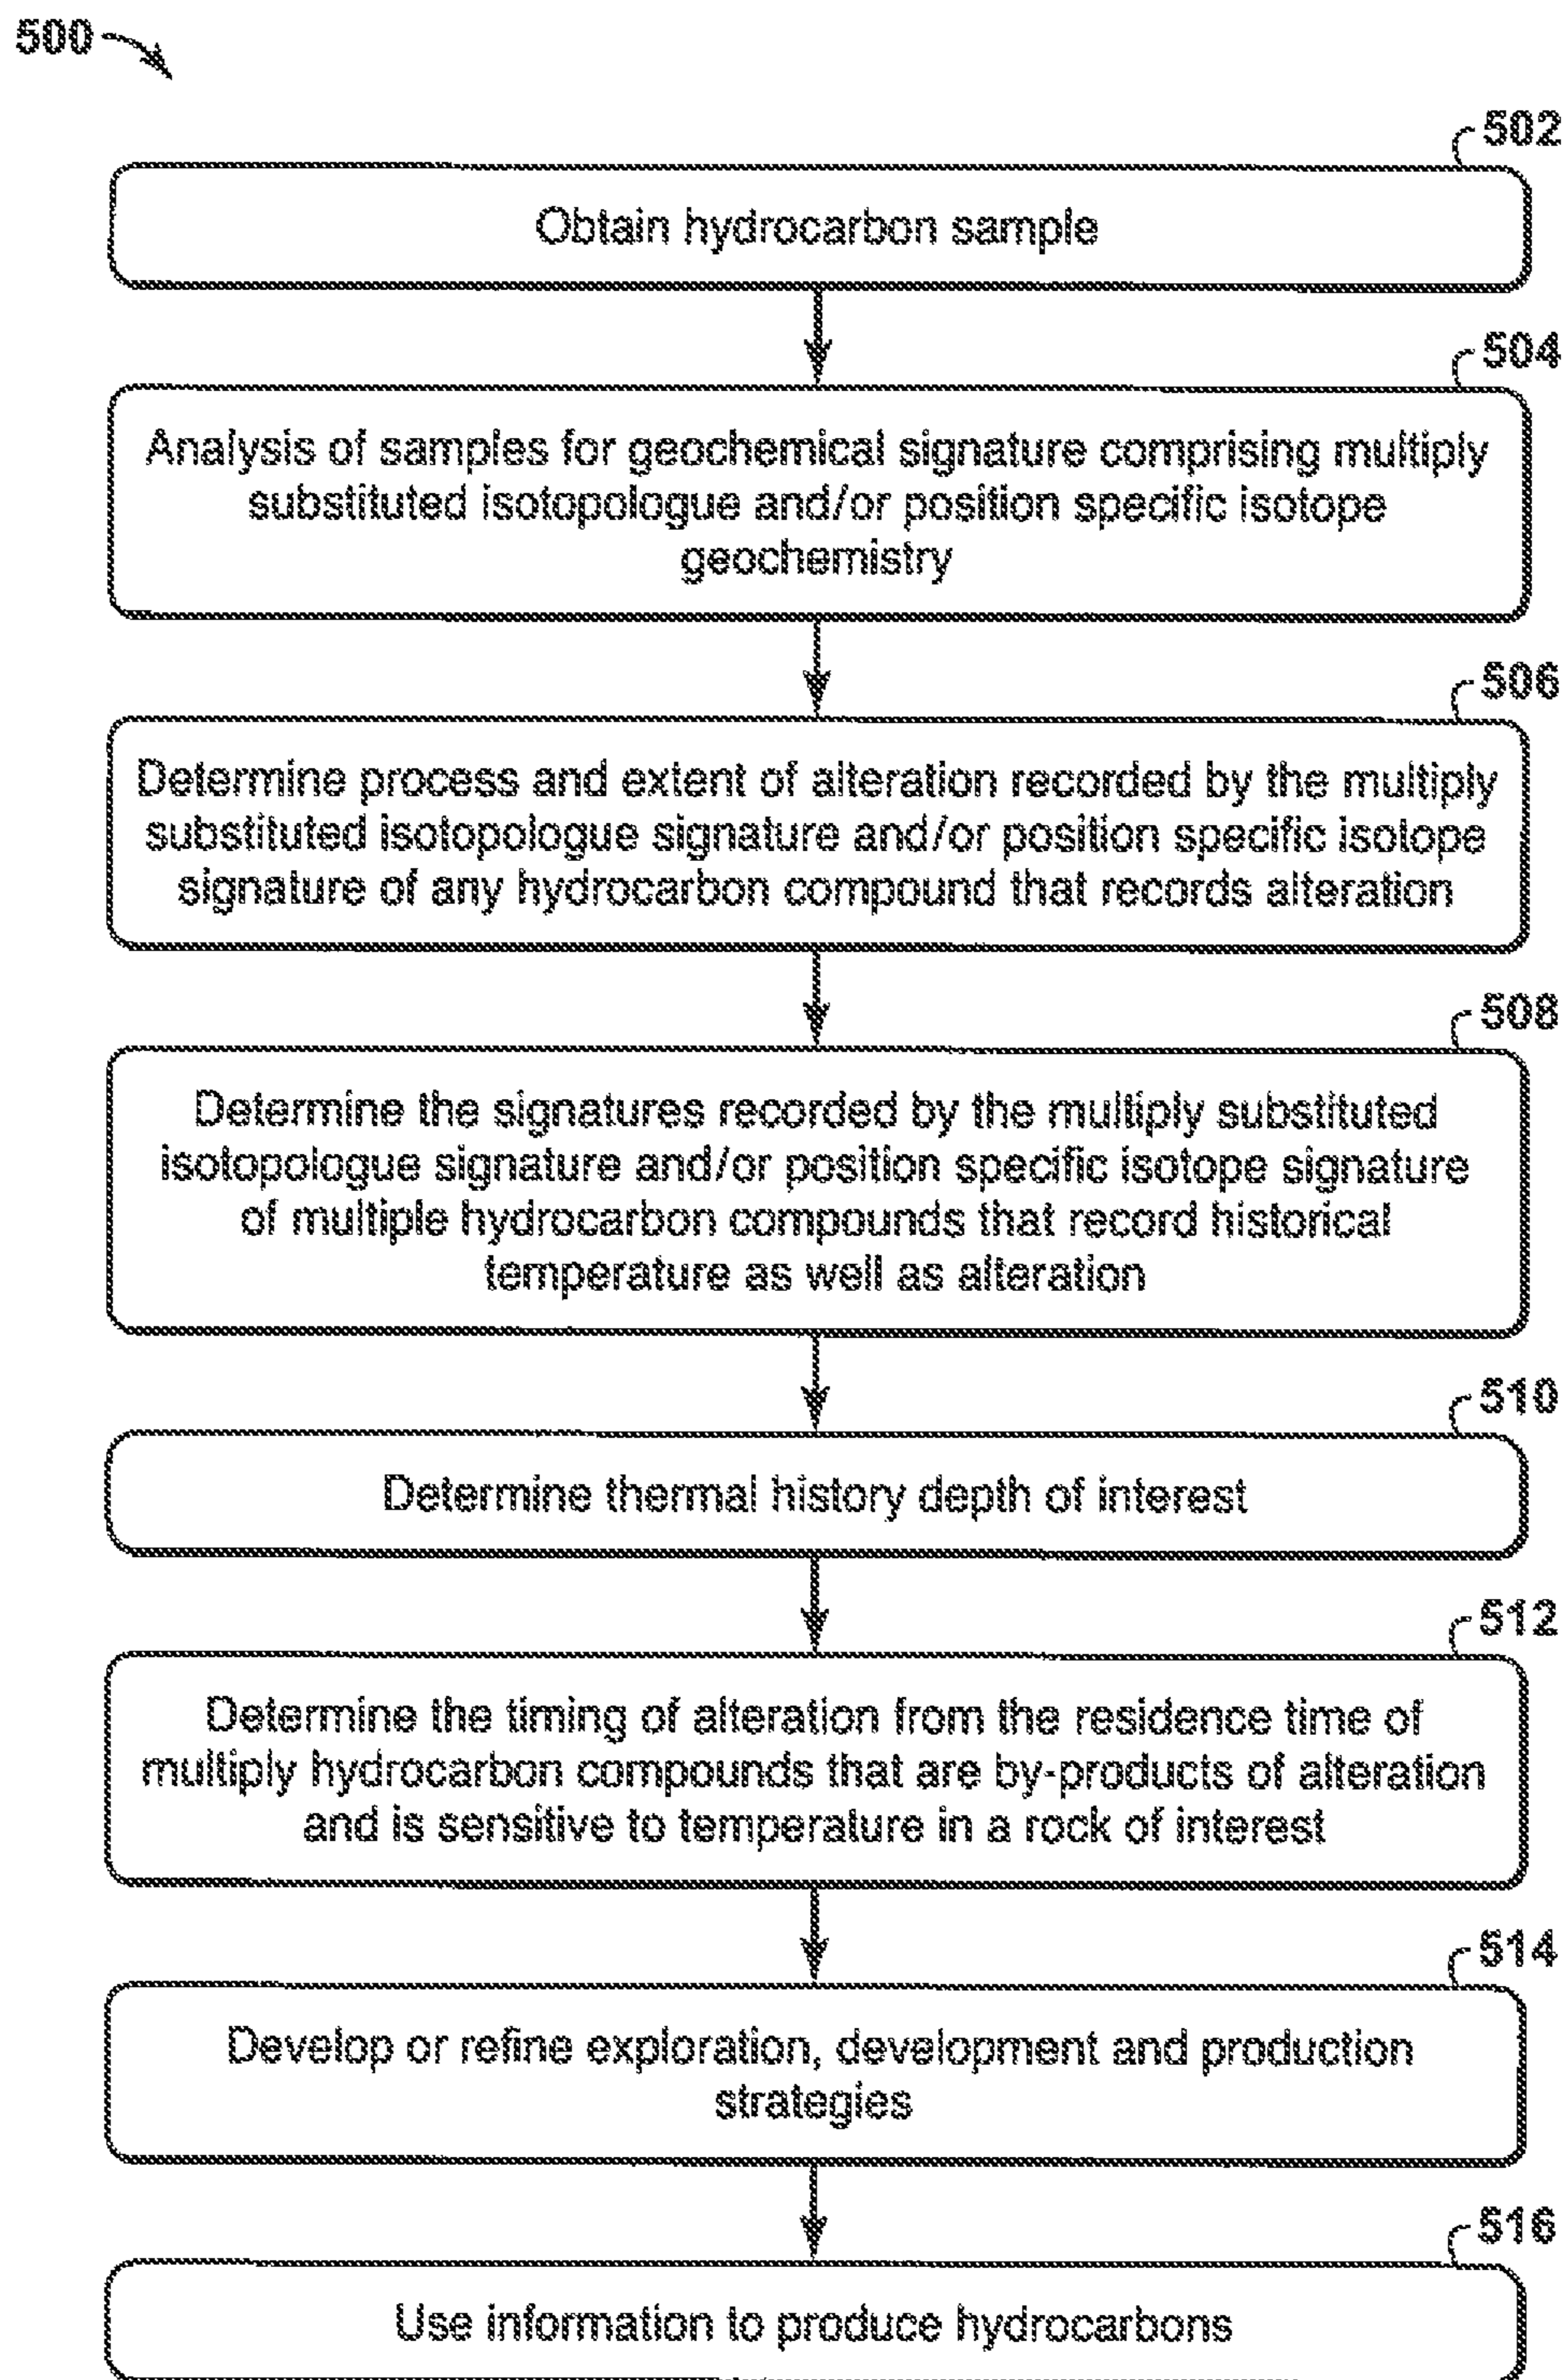 500
502
Obtain hydrocarbon sample
504
Analysis of samples for geochemical signature comprising multiply
substituted isotopologue and/or position specific isotope
geochemistry
506
Determine process and extent of alteration recorded by the multiply
substituted isotopologue signature and/or position specific isotope
signature of any hydrocarbon compound that records alteration
508
Determine the signatures recorded by the multiply substituted
isotopologue signature and/or position specific isotope signature
of multiple hydrocarbon compounds that record historical
temperature as well as alteration
510
Determine thermal history depth of interest
512
Determine the timing of alteration from the residence time of
multiply hydrocarbon compounds that are by-products of alteration
and is sensitive to temperature in a rock of interest
514
Develop or refine exploration, development and production
strategies
516
Use information to produce hydrocarbons